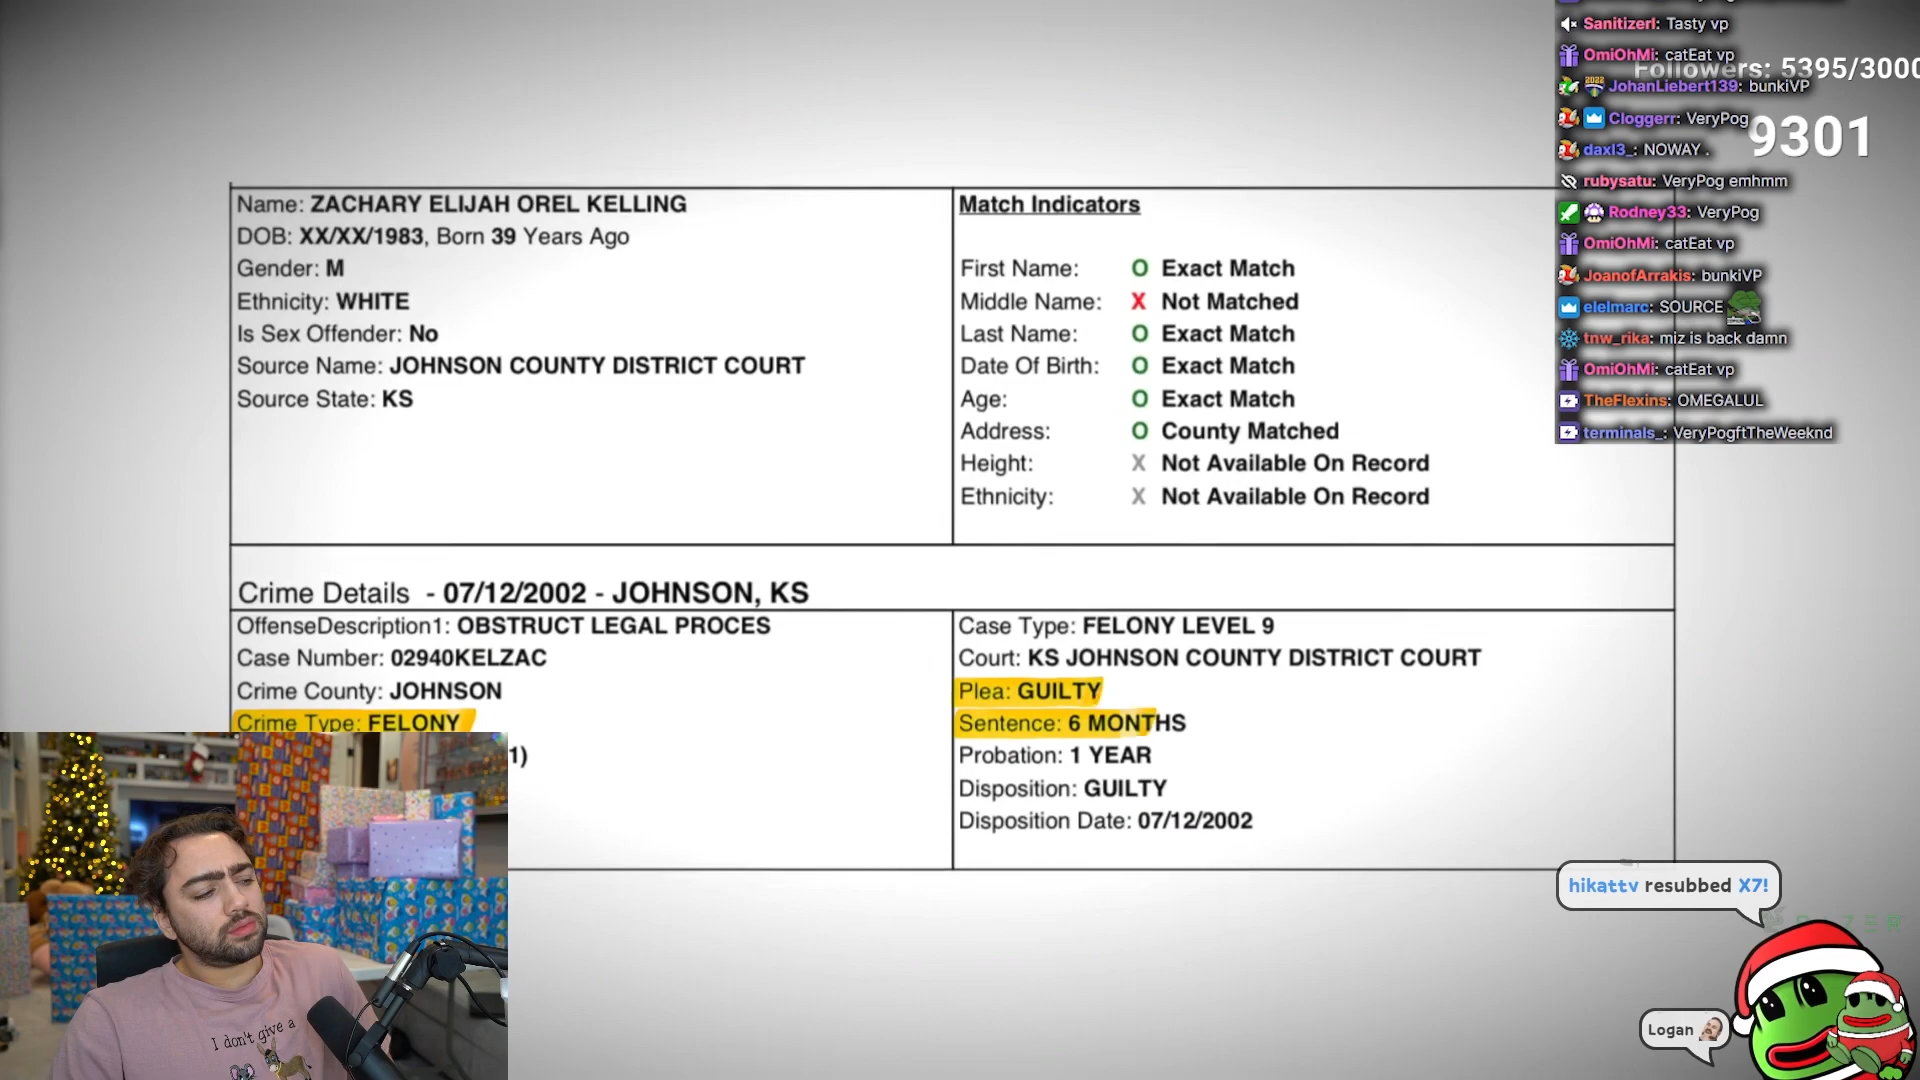 Name: ZACHARY ELIJAH OREL KELLING
DOB: XX/XX/1983, Born 39 Years Ago
Gender: M
Ethnicity: WHITE
Is Sex Offender: No
Source Name: JOHNSON COUNTY DISTRICT COURT
Source State: KS
Match Indicators
First Name: O Exact Match
Middle Name: X Not Matched
Last Name: O Exact Match
Date Of Birth: O Exact Match
Age: O Exact Match
Address: O County Matched
Height: X Not Available On Record
Ethnicity: X Not Available On Record
Crime Details - 07/12/2002 - JOHNSON, KS
OffenseDescription1: OBSTRUCT LEGAL PROCES
Case Number: 02940KELZAC
Crime County: JOHNSON
Crime Type: FELONY
1)
Case Type: FELONY LEVEL 9
Court: KS JOHNSON COUNTY DISTRICT COURT
Plea: GUILTY
Sentence: 6 MONTHS
Probation: 1 YEAR
Disposition: GUILTY
Disposition Date: 07/12/2002
Sanitizerl: Tasty vp
OmiOhMi: catEat vp
Followers: 5395/3000
2022 JohanLiebert139: bunkiVP
Cloggerr: VeryPog
9301
daxl3_: NOWAY .
rubysatu: VeryPog emhmm
Rodney33: VeryPog
OmiOhMi: catEat vp
JoanofArrakis: bunkiVP
elelmarc: SOURCE
tnw_rika: miz is back damn
OmiOhMi: catEat vp
TheFlexins: OMEGALUL
terminals_: VeryPogftTheWeeknd
hikattv resubbed X7!
Logan
I don't give a